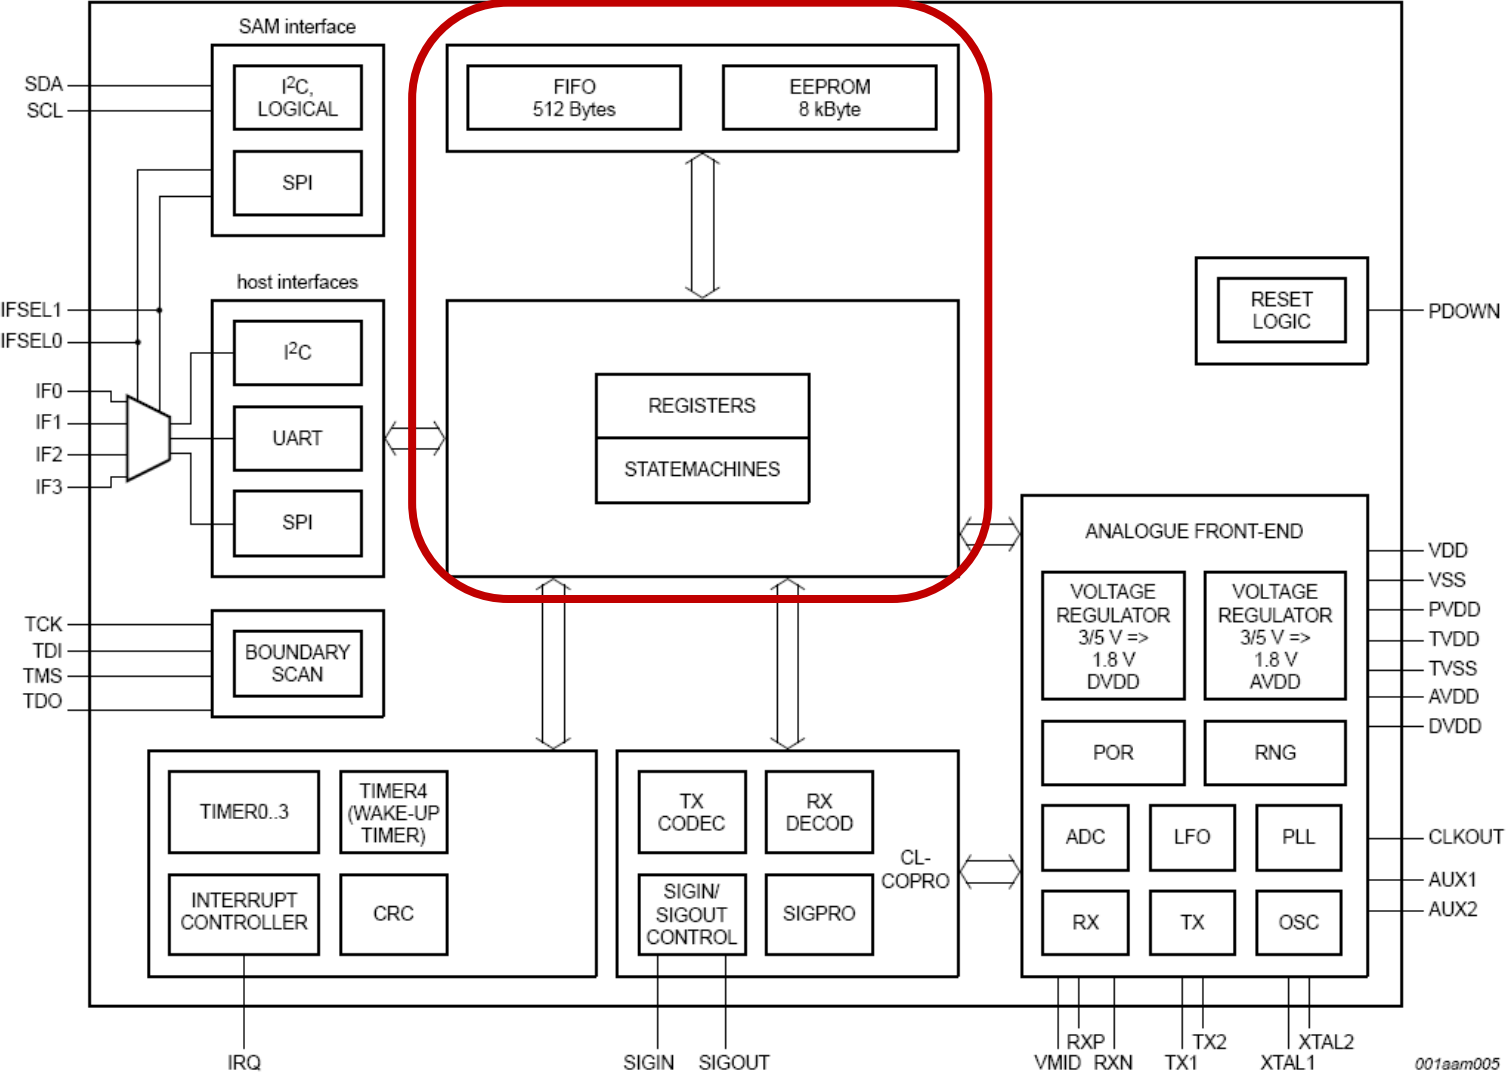 SAM interface
SDA
SCL
I²C,
LOGICAL
SPI
FIFO
512 Bytes
EEPROM
8 kByte
host interfaces
IFSEL1
IFSEL0
IF0
IF1
IF2
IF3
I²C
UART
SPI
REGISTERS
STATEMACHINES
RESET
LOGIC
PDOWN
TCK
TDI
TMS
TDO
BOUNDARY
SCAN
ANALOGUE FRONT-END
VOLTAGE
REGULATOR
3/5 V =>
1.8 V
DVDD
VOLTAGE
REGULATOR
3/5 V =>
1.8 V
AVDD
POR
RNG
ADC
LFO
PLL
RX
TX
OSC
VDD
VSS
PVDD
TVDD
TVSS
AVDD
DVDD
CLKOUT
AUX1
AUX2
TIMER0..3
TIMER4
(WAKE-UP
TIMER)
INTERRUPT
CONTROLLER
CRC
TX
CODEC
RX
DECOD
SIGIN/
SIGOUT
CONTROL
SIGPRO
CL-
COPRO
IRQ
SIGIN
SIGOUT
VMID
RXP
RXN
TX1
TX2
XTAL1
XTAL2
001aam005